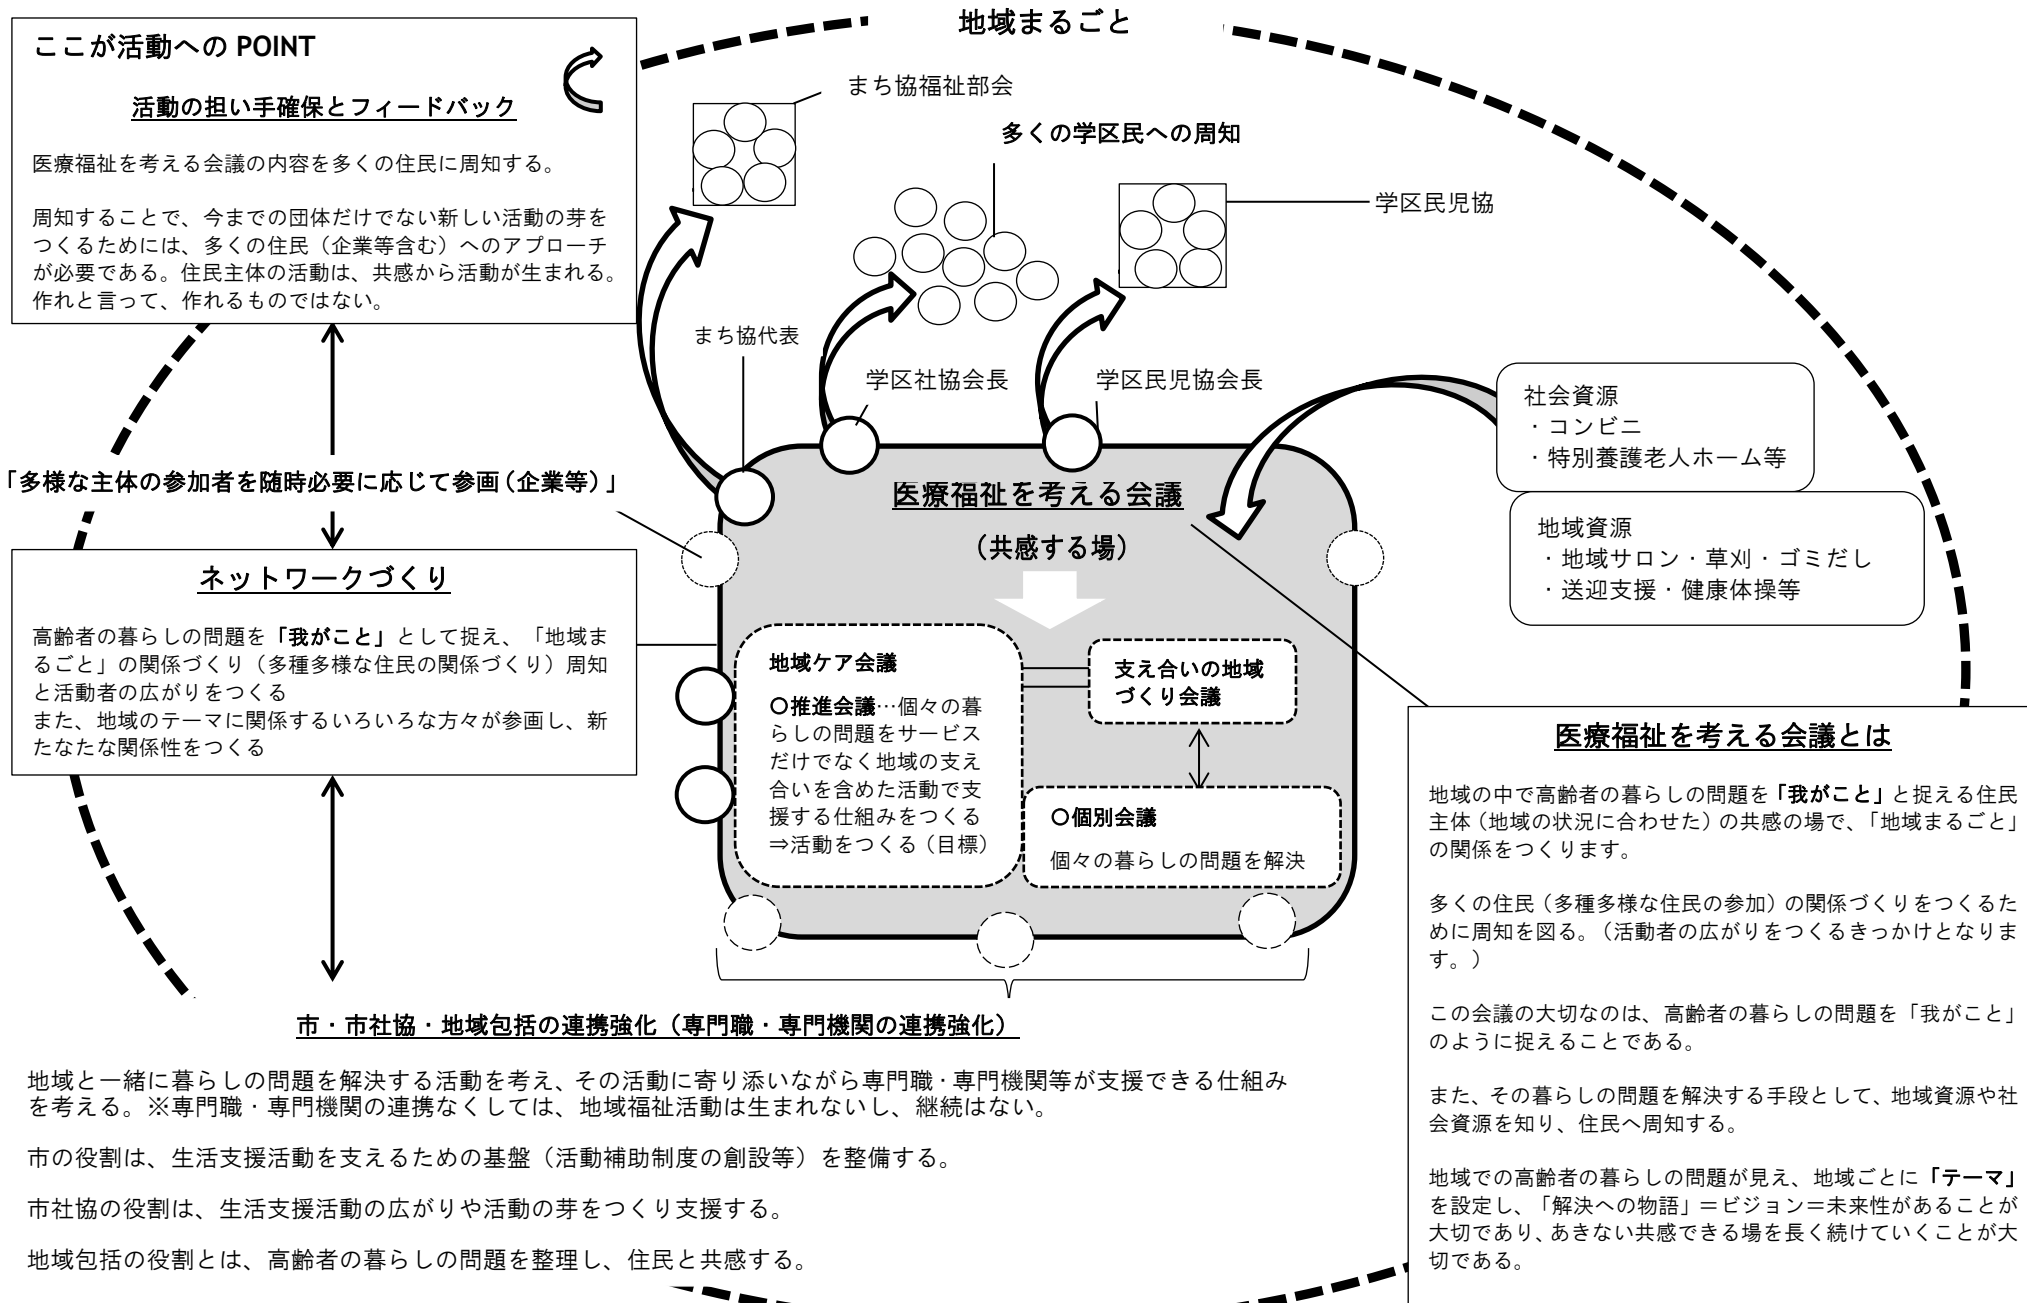 地域まるごと
ここが活動への POINT
活動の担い手確保とフィードバック
医療福祉を考える会議の内容を多くの住民に周知する。
周知することで、今までの団体だけでない新しい活動の芽を
つくるためには、多くの住民（企業等含む）へのアプローチ
が必要である。住民主体の活動は、共感から活動が生まれる。
作れと言って、作れるものではない。
まち協福祉部会
多くの学区民への周知
学区民児協
まち協代表
学区社協会長
学区民児協会長
社会資源
・コンビニ
・特別養護老人ホーム等
地域資源
・地域サロン・草刈・ゴミだし
・送迎支援・健康体操等
「多様な主体の参加者を随時必要に応じて参画（企業等）」
ネットワークづくり
高齢者の暮らしの問題を「我がこと」として捉え、「地域ま
るごと」の関係づくり（多種多様な住民の関係づくり）周知
と活動者の広がりをつくる
また、地域のテーマに関係するいろいろな方々が参画し、新
たなたな関係性をつくる
医療福祉を考える会議
（共感する場）
地域ケア会議
○推進会議…個々の暮
らしの問題をサービス
だけでなく地域の支え
合いを含めた活動で支
援する仕組みをつくる
⇒活動をつくる（目標）
支え合いの地域
づくり会議
○個別会議
個々の暮らしの問題を解決
医療福祉を考える会議とは
地域の中で高齢者の暮らしの問題を「我がこと」と捉える住民
主体（地域の状況に合わせた）の共感の場で、「地域まるごと」
の関係をつくります。
多くの住民（多種多様な住民の参加）の関係づくりをつくるた
めに周知を図る。（活動者の広がりをつくるきっかけとなりま
す。）
この会議の大切なのは、高齢者の暮らしの問題を「我がこと」
のように捉えることである。
また、その暮らしの問題を解決する手段として、地域資源や社
会資源を知り、住民へ周知する。
地域での高齢者の暮らしの問題が見え、地域ごとに「テーマ」
を設定し、「解決への物語」＝ビジョン＝未来性があることが
大切であり、あきない共感できる場を長く続けていくことが大
切である。
市・市社協・地域包括の連携強化（専門職・専門機関の連携強化）
地域と一緒に暮らしの問題を解決する活動を考え、その活動に寄り添いながら専門職・専門機関等が支援できる仕組み
を考える。※専門職・専門機関の連携なくしては、地域福祉活動は生まれないし、継続はない。
市の役割は、生活支援活動を支えるための基盤（活動補助制度の創設等）を整備する。
市社協の役割は、生活支援活動の広がりや活動の芽をつくり支援する。
地域包括の役割とは、高齢者の暮らしの問題を整理し、住民と共感する。